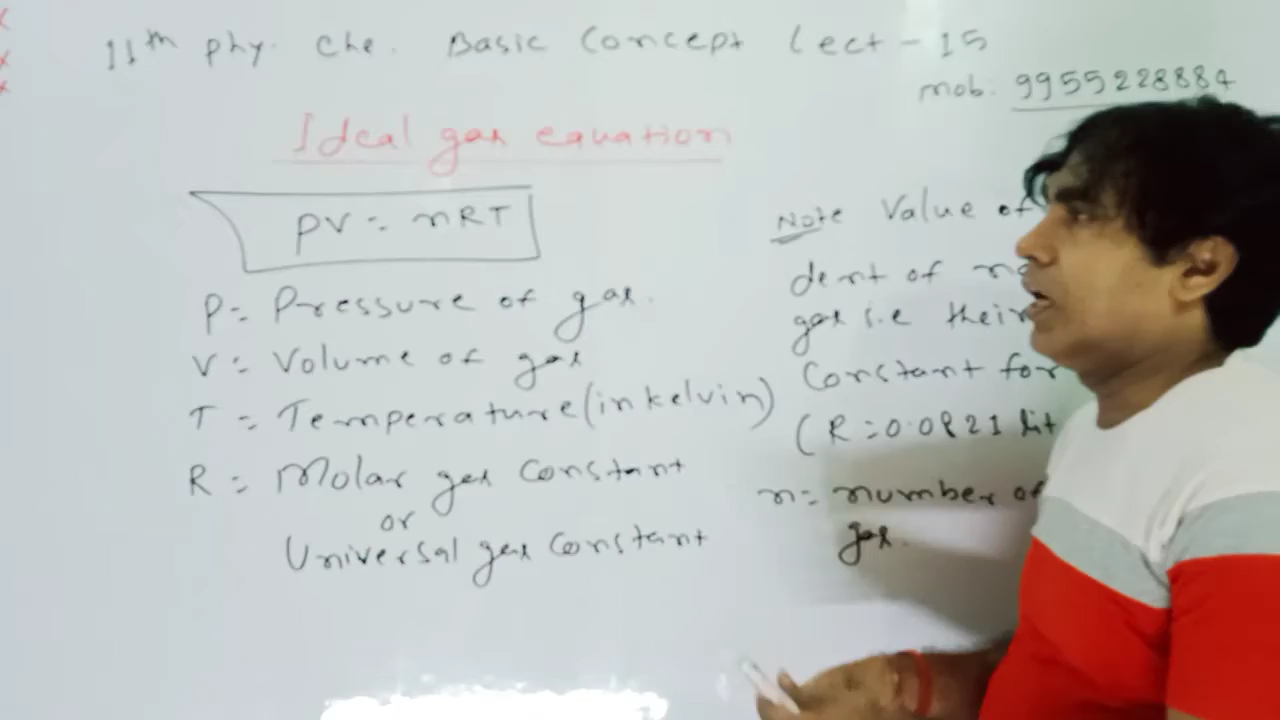 11th phy. Che. Basic Concept Lect - 15
mob: 9955228884
Ideal gas equation
PV = nRT
P = Pressure of gas.
V = Volume of gas
T = Temperature (in kelvin)
R = Molar gas constant
or
Universal gas constant
Note Value of
dent of
gas i.e their
Constant for
(R = 0.0821 lit
n = number of
gas.